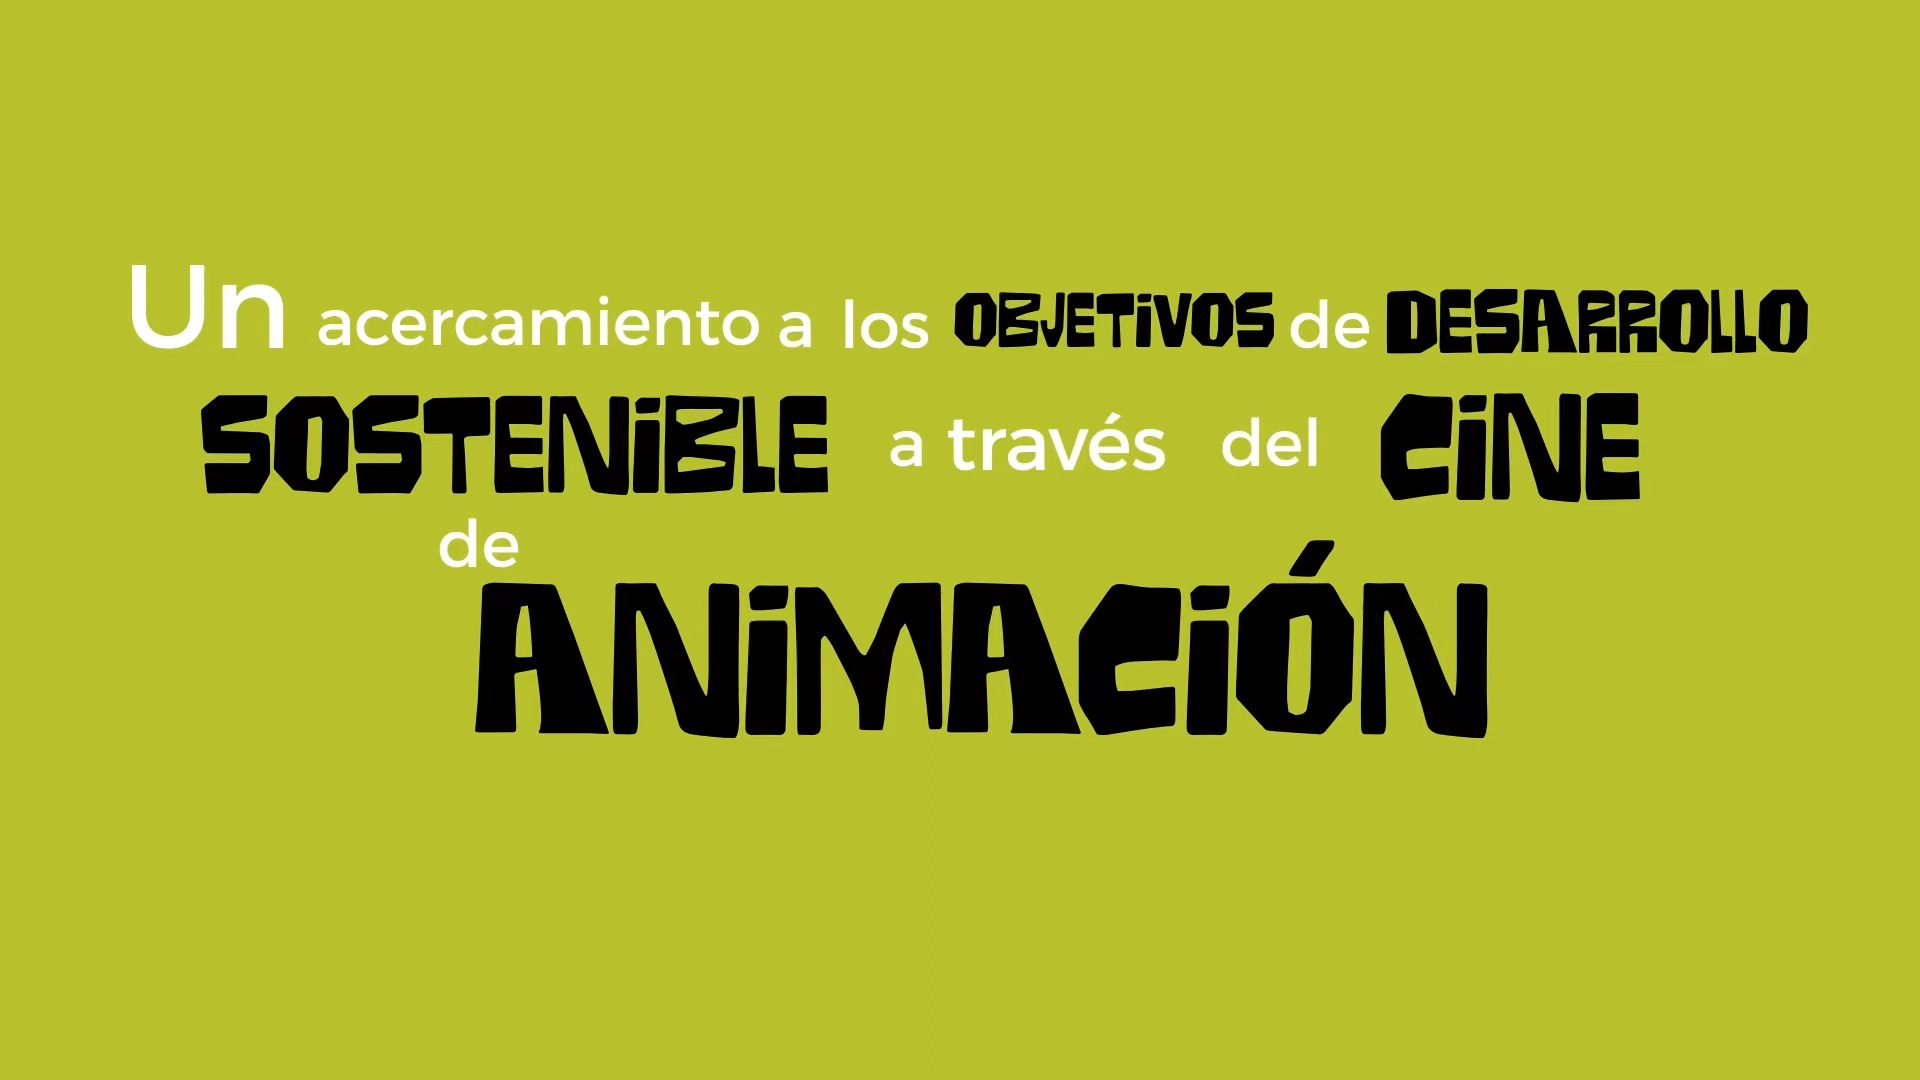 Un acercamiento a los OBJETIVOS de DESARROLLO
SOSTENIBLE a través del CINE
de
ANIMACIÓN